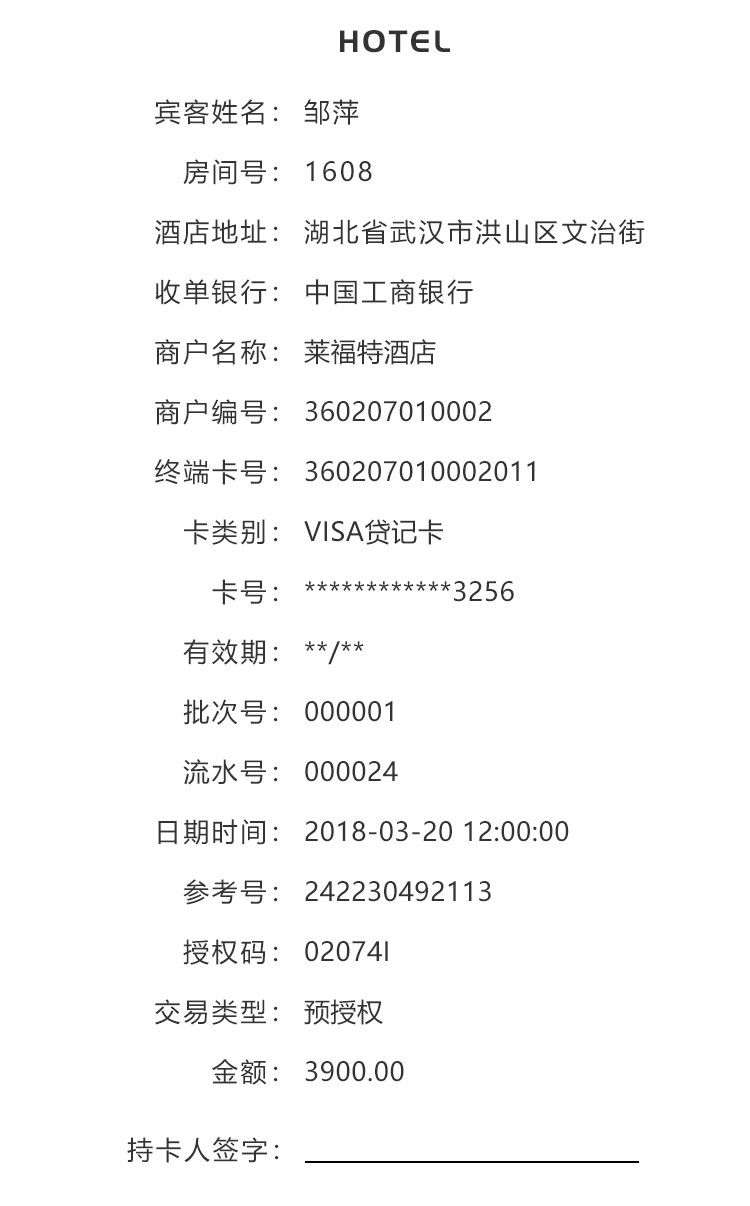 HOTEL
宾客姓名： 邹萍
房间号： 1608
酒店地址： 湖北省武汉市洪山区文治街
收单银行： 中国工商银行
商户名称： 莱福特酒店
商户编号： 360207010002
终端卡号： 360207010002011
卡类别： VISA贷记卡
卡号： ************3256
有效期： **/**
批次号： 000001
流水号： 000024
日期时间： 2018-03-20 12:00:00
参考号： 242230492113
授权码： 02074I
交易类型： 预授权
金额： 3900.00
持卡人签字：